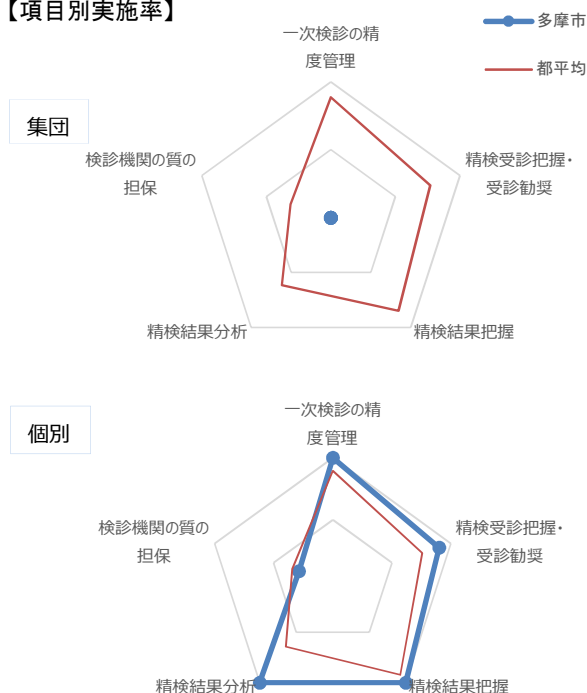 【項目別実施率】
多摩市
都平均
集団
一次検診の精
度管理
精検受診把握・
受診勧奨
精検結果把握
精検結果分析
検診機関の質の
担保
個別
一次検診の精
度管理
精検受診把握・
受診勧奨
精検結果把握
精検結果分析
検診機関の質の
担保